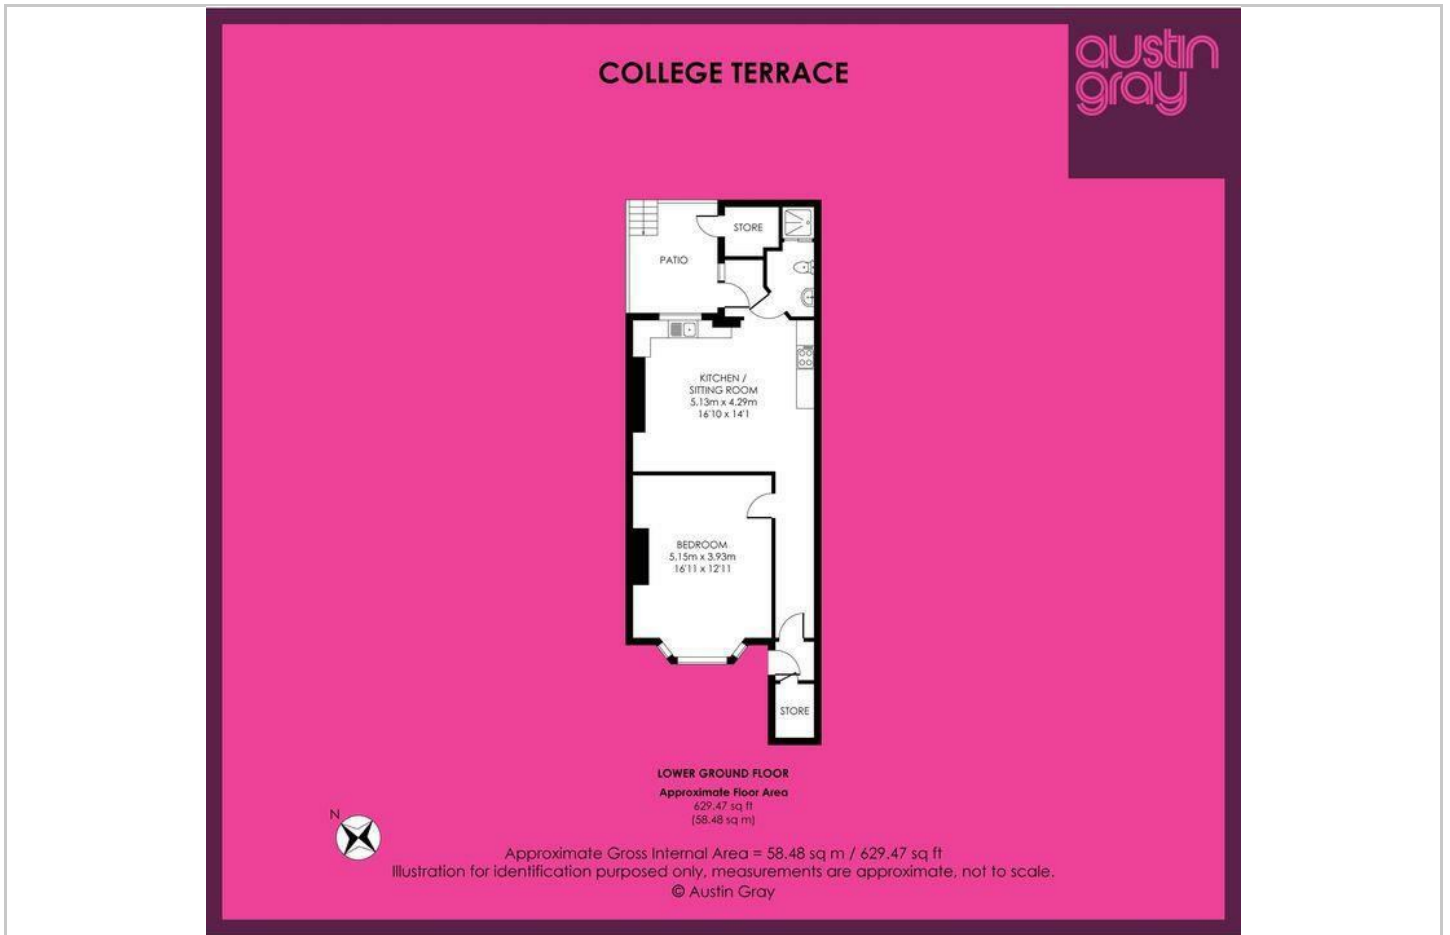 COLLEGE TERRACE
austin
gray
STORE
PATIO
KITCHEN /
SITTING ROOM
5.13m x 4.29m
16'10 x 14'1
BEDROOM
5.15m x 3.93m
16'11 x 12'11
STORE
LOWER GROUND FLOOR
Approximate Floor Area
629.47 sq ft
(58.48 sq m)
N
Approximate Gross Internal Area = 58.48 sq m / 629.47 sq ft
Illustration for identification purposed only, measurements are approximate, not to scale.
© Austin Gray